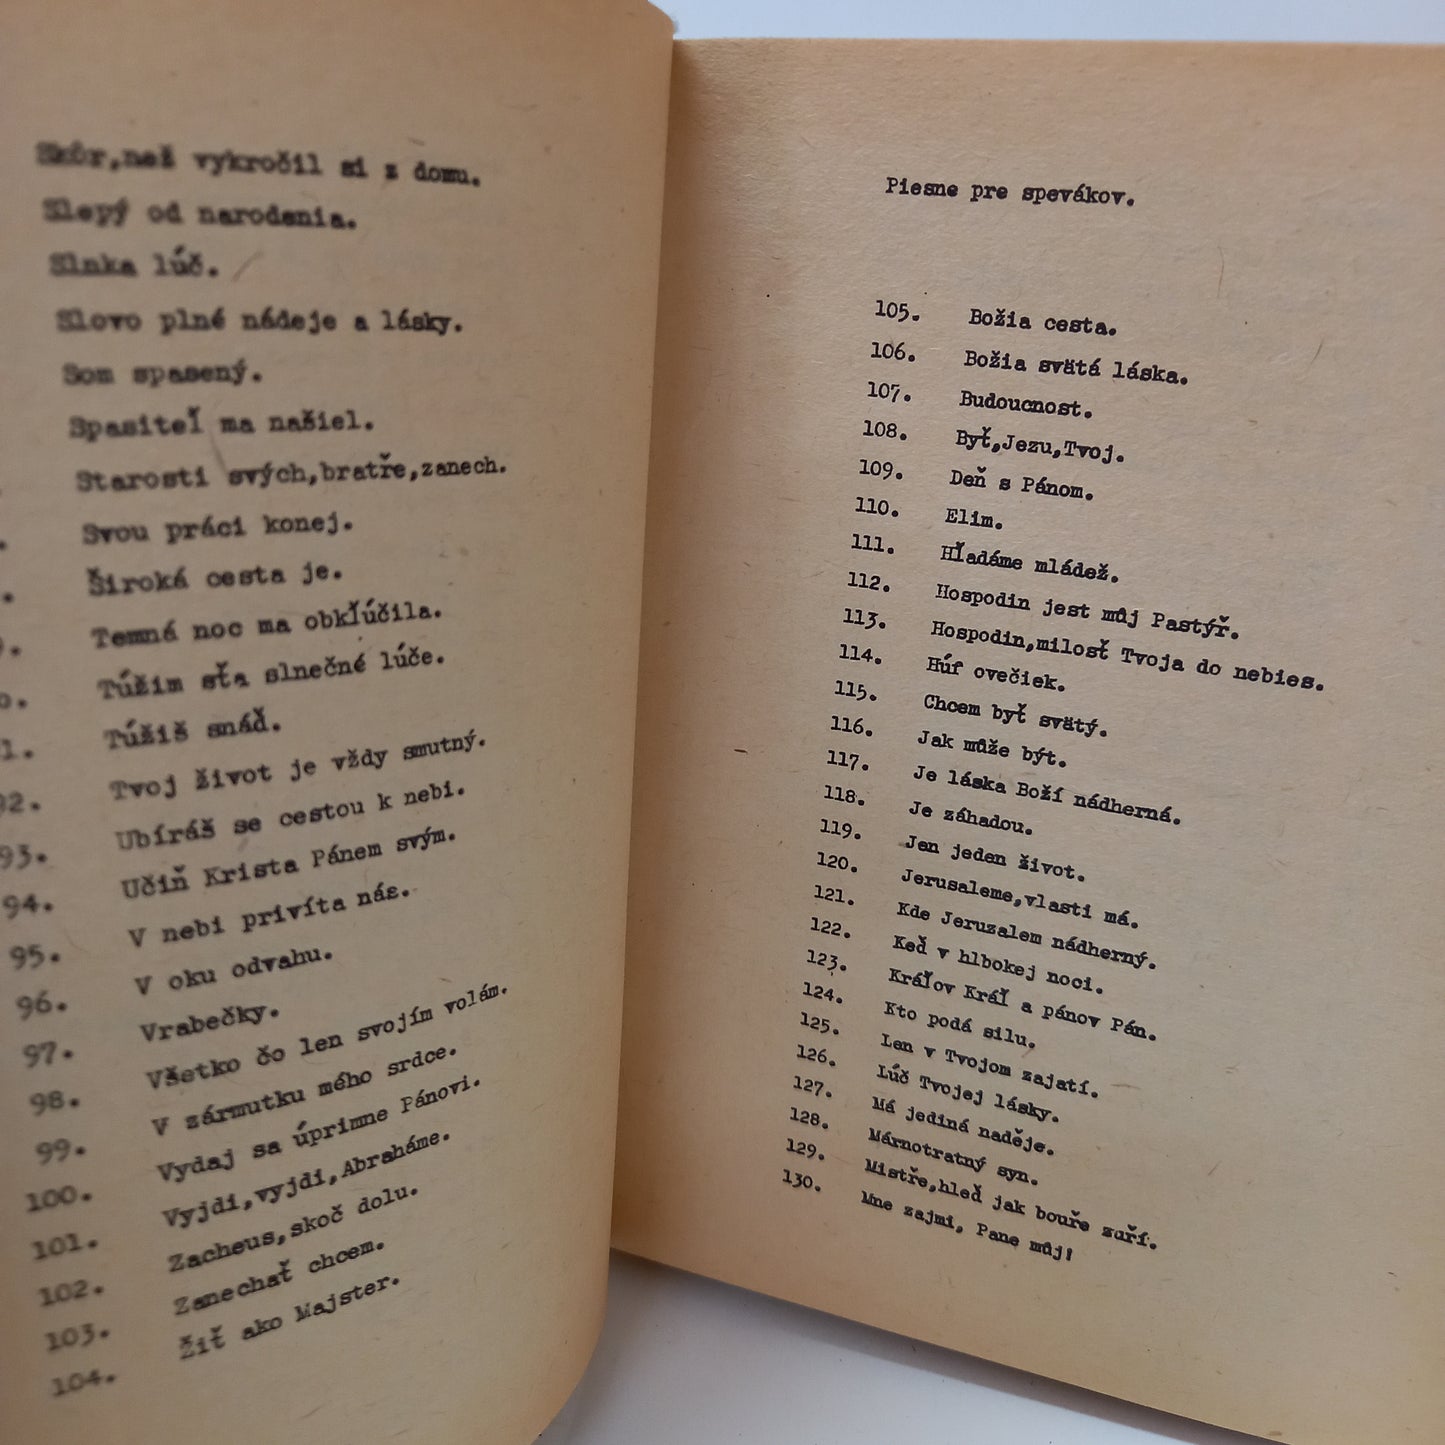 Skôr,než vykročil si z domu.
Slepý od narodenia.
Slnka lúč.
Slovo plné nádeje a lásky.
Som spasený.
Spasiteľ ma našiel.
Starosti svých,bratře,zanech.
Svou práci konej.
Široká cesta je.
9. Temná noc ma obkľúčila.
0. Túžim sťa slnečné lúče.
1. Túžiš snáď.
92. Tvoj život je vždy smutný.
93. Ubíráš se cestou k nebi.
94. Učiň Krista Pánem svým.
95. V nebi privíta nás.
96. V oku odvahu.
97. Vrabečky.
98. Všetko čo len svojím volám.
99. V zármutku mého srdce.
100. Vydaj sa úprimne Pánovi.
101. Vyjdi,vyjdi,Abraháme.
102. Zacheus,skoč dolu.
103. Zanechať chcem.
104. Žiť ako Majster.
Piesne pre spevákov.
105. Božia cesta.
106. Božia svätá láska.
107. Budoucnost.
108. Byť,Jezu,Tvoj.
109. Deň s Pánom.
110. Elim.
111. Hľadáme mládež.
112. Hospodin jest můj Pastýř.
113. Hospodin,milosť Tvoja do nebies.
114. Húf ovečiek.
115. Chcem byť svätý.
116. Jak může být.
117. Je láska Boží nádherná.
118. Je záhadou.
119. Jen jeden život.
120. Jerusaleme,vlasti má.
121. Kde Jeruzalem nádherný.
122. Keď v hlbokej noci.
123. Kráľov Kráľ a pánov Pán.
124. Kto podá silu.
125. Len v Tvojom zajatí.
126. Lúč Tvojej lásky.
127. Má jediná naděje.
128. Márnotratný syn.
129. Mistře,hleď jak bouře zuří.
130. Mne zajmi, Pane můj!